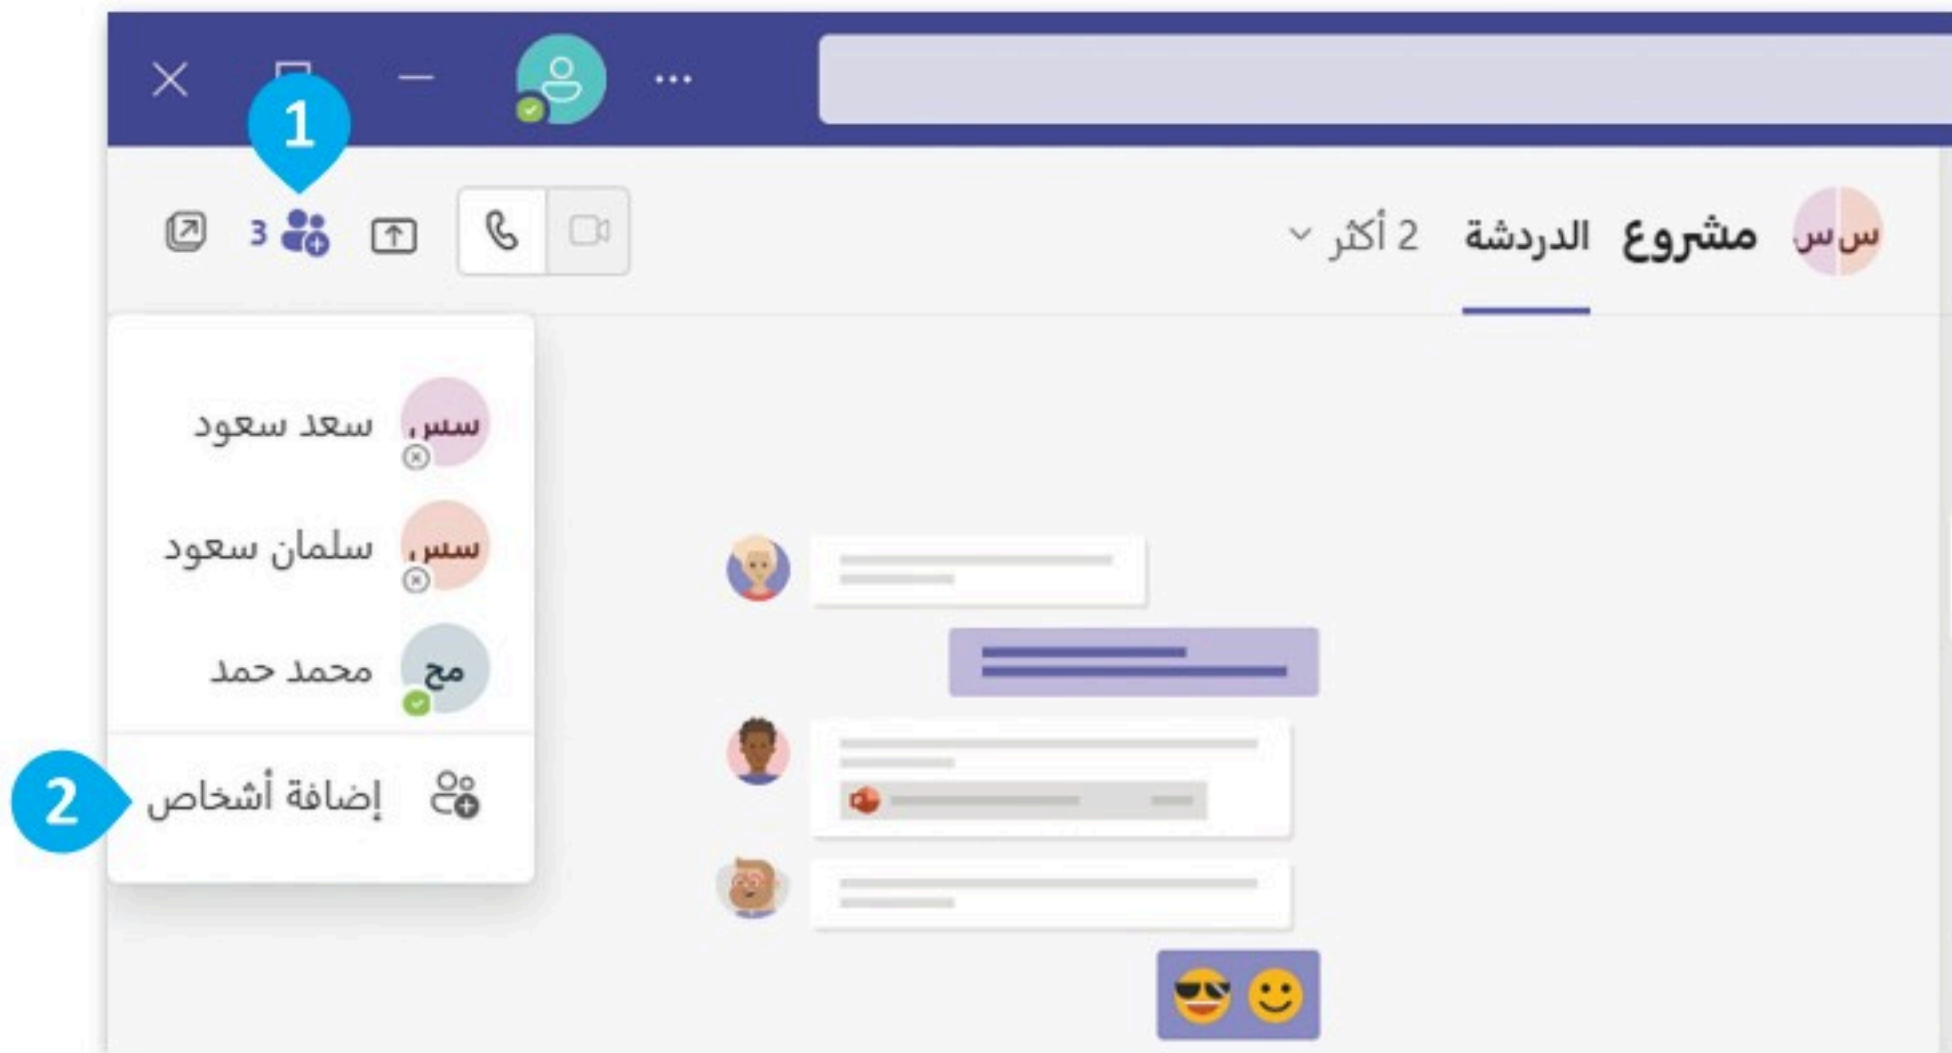 1
س س مشروع الدردشة 2 أكثر 3
سس سعد سعود
سس سلمان سعود
مح محمد حمد
إضافة أشخاص 2